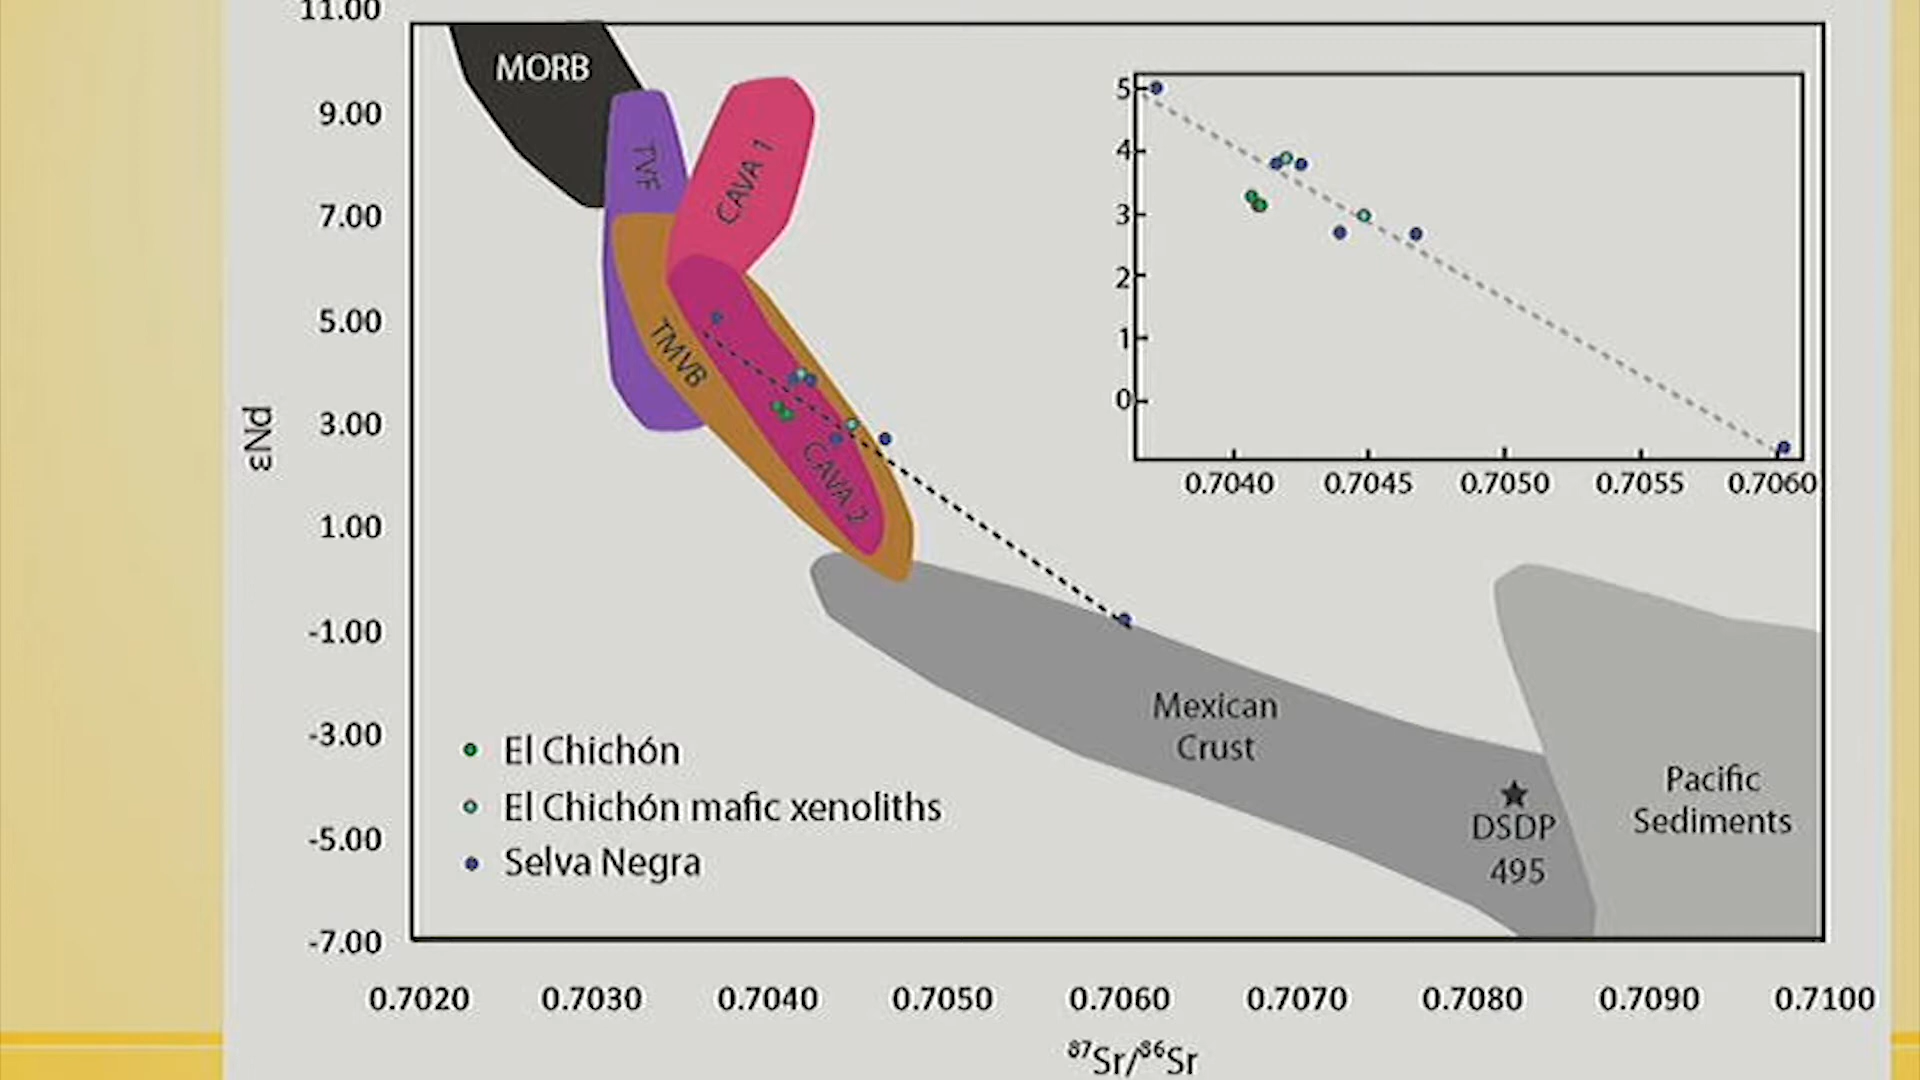 11.00
MORB
9.00
TVF
CAVA 1
7.00
5.00
TMVB
εNd
3.00
CAVA 2
1.00
-1.00
-3.00
-5.00
-7.00
5
4
3
2
1
0
0.7040 0.7045 0.7050 0.7055 0.7060
Mexican
Crust
El Chichón
El Chichón mafic xenoliths
Selva Negra
DSDP
495
Pacific
Sediments
0.7020 0.7030 0.7040 0.7050 0.7060 0.7070 0.7080 0.7090 0.7100
⁸⁷Sr/⁸⁶Sr